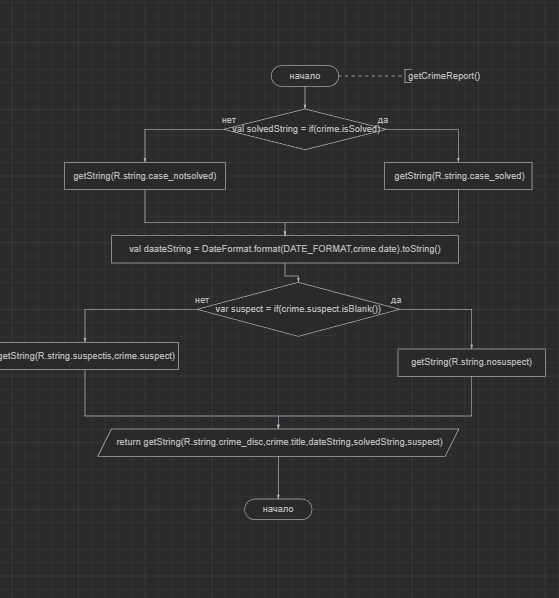 начало
getCrimeReport()
нет
да
val solvedString = if(crime.isSolved)
getString(R.string.case_notsolved)
getString(R.string.case_solved)
val daateString = DateFormat.format(DATE_FORMAT,crime.date).toString()
нет
да
var suspect = if(crime.suspect.isBlank())
getString(R.string.suspectis,crime.suspect)
getString(R.string.nosuspect)
return getString(R.string.crime_disc,crime.title,dateString,solvedString,suspect)
начало